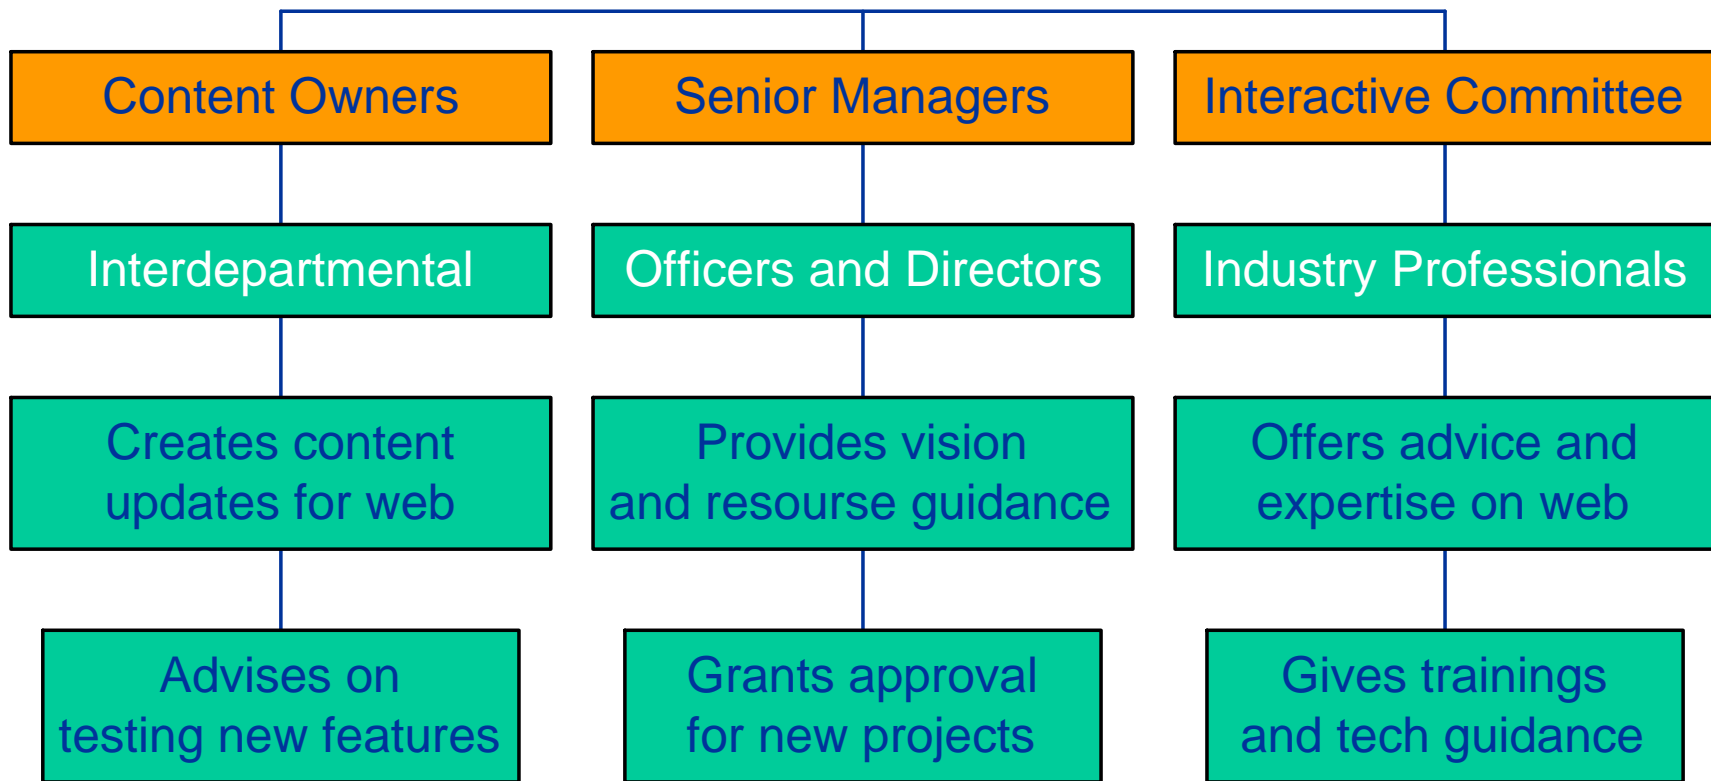 Content Owners
Senior Managers
Interactive Committee
Interdepartmental
Officers and Directors
Industry Professionals
Creates content
updates for web
Provides vision
and resourse guidance
Offers advice and
expertise on web
Advises on
testing new features
Grants approval
for new projects
Gives trainings
and tech guidance